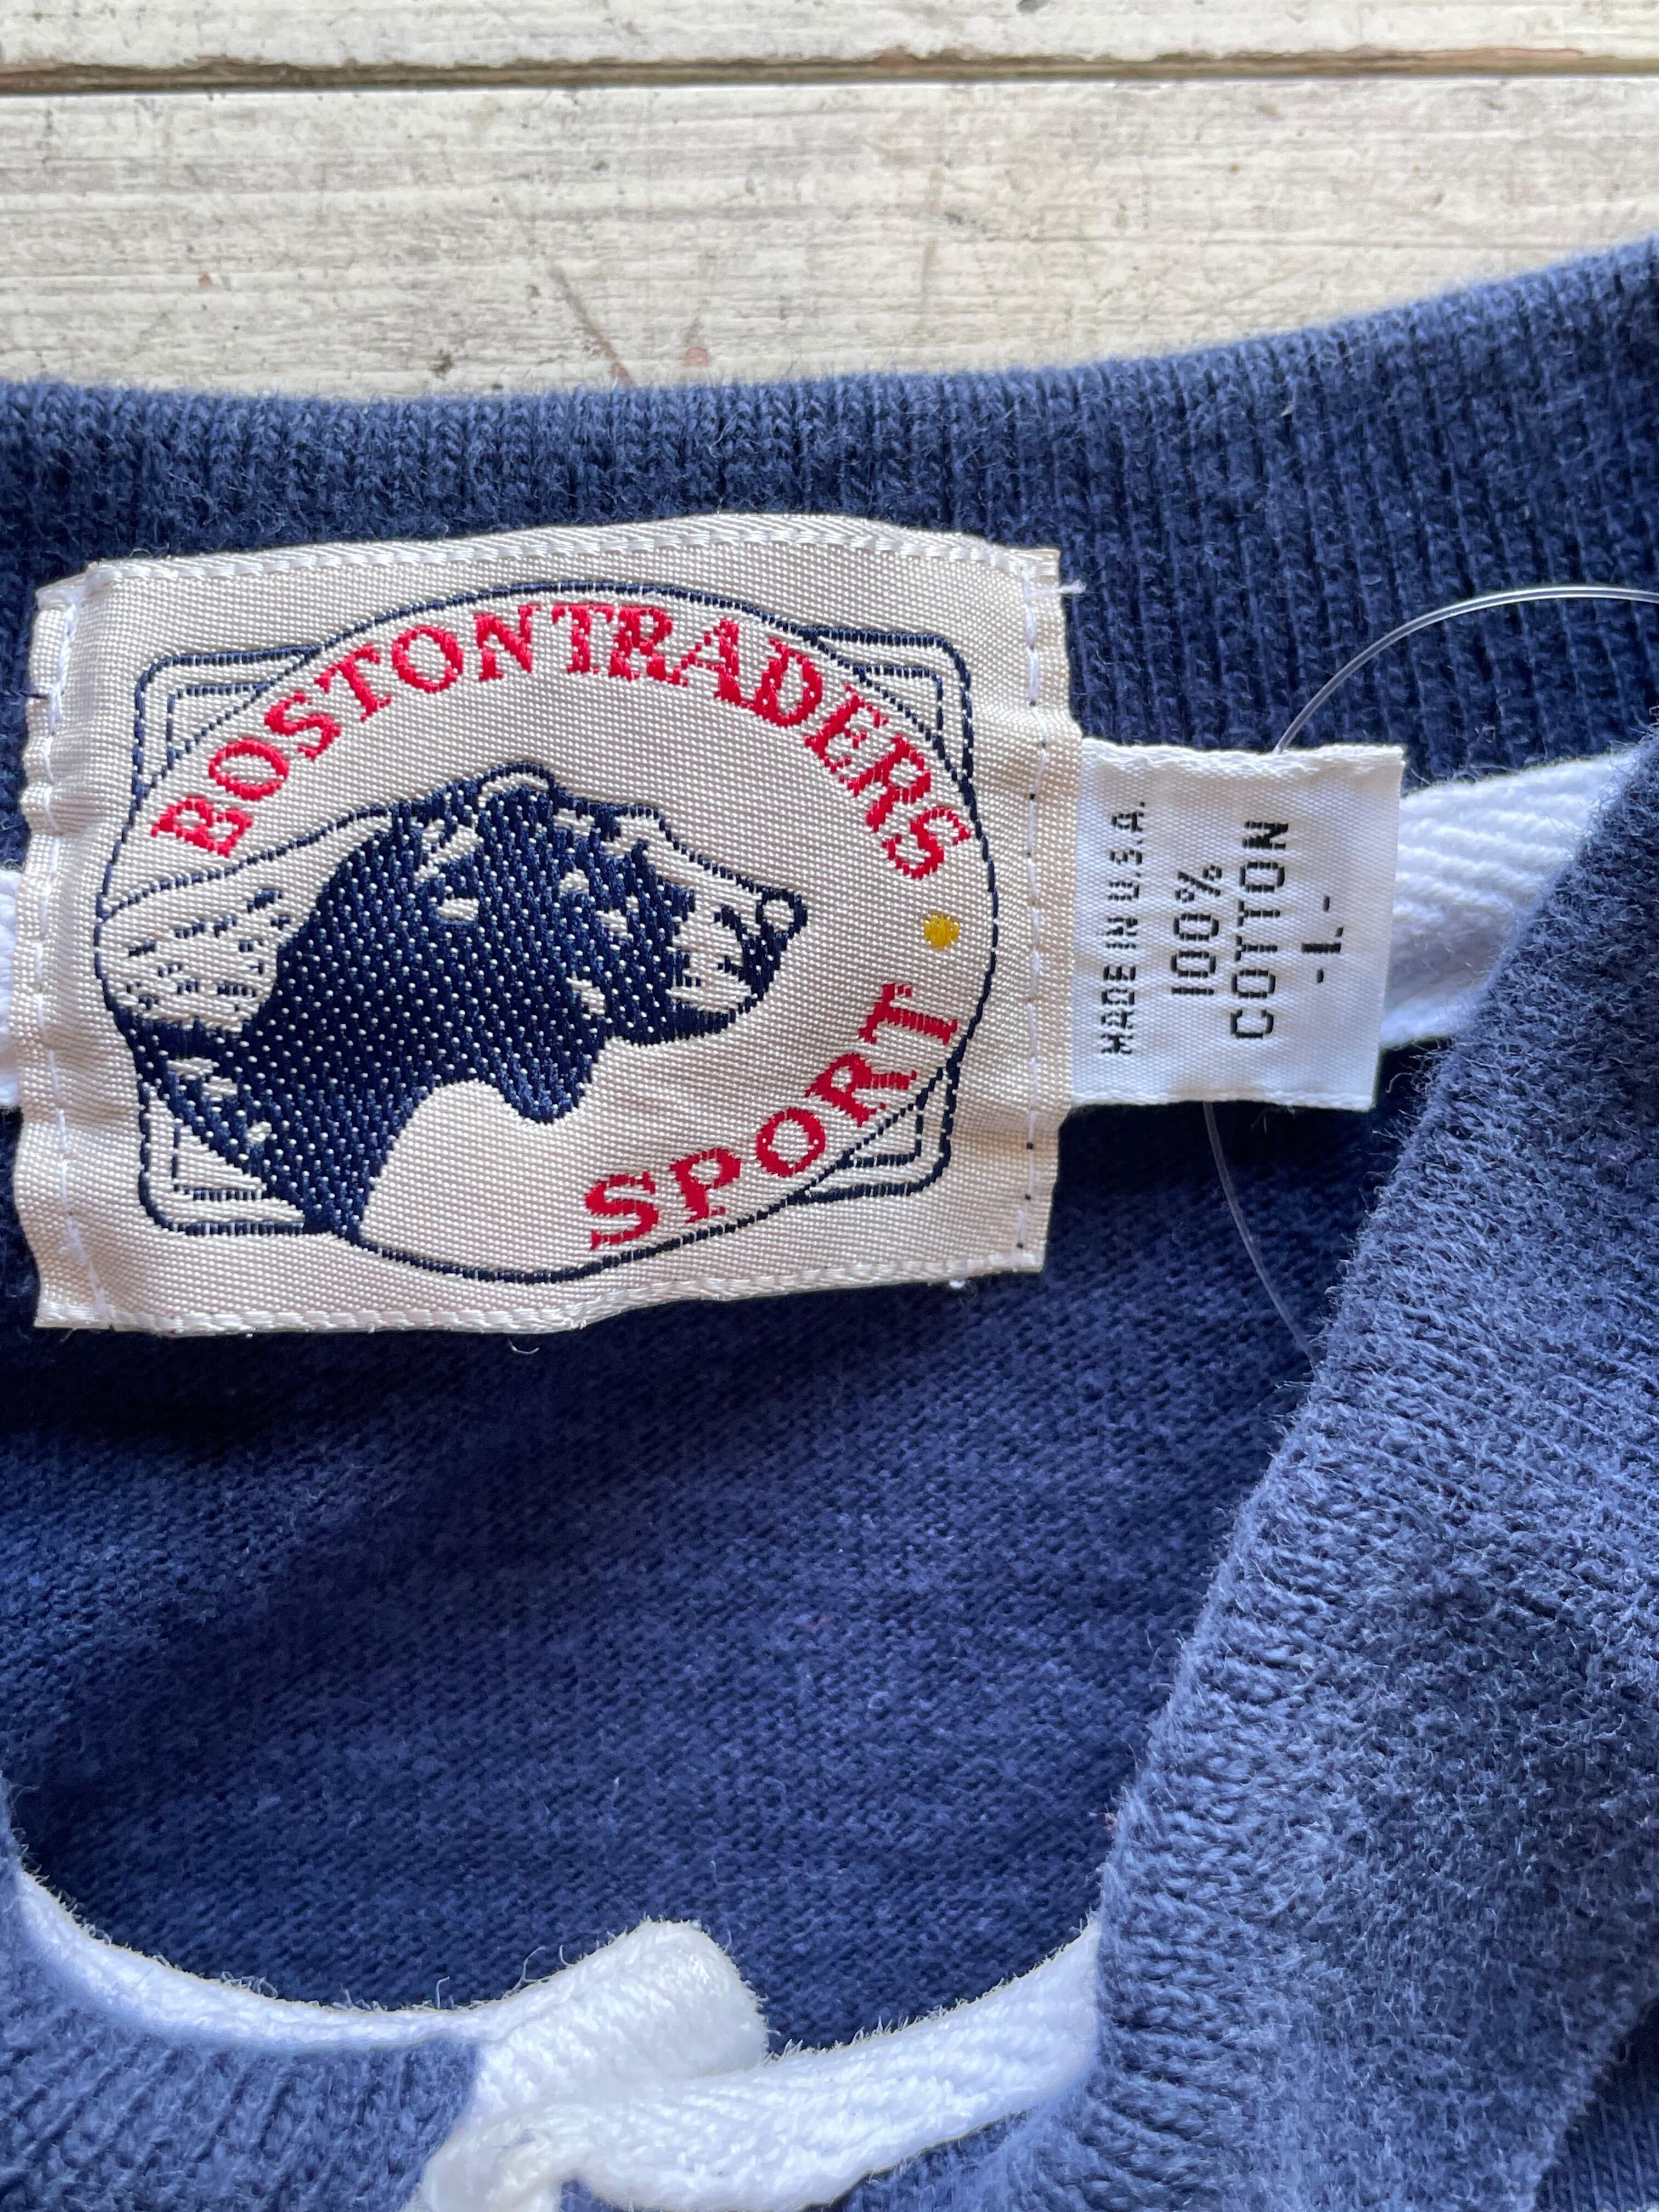 BOSTONTRADERS
SPORT
MADE IN U.S.A.
100%
COTTON
-L-